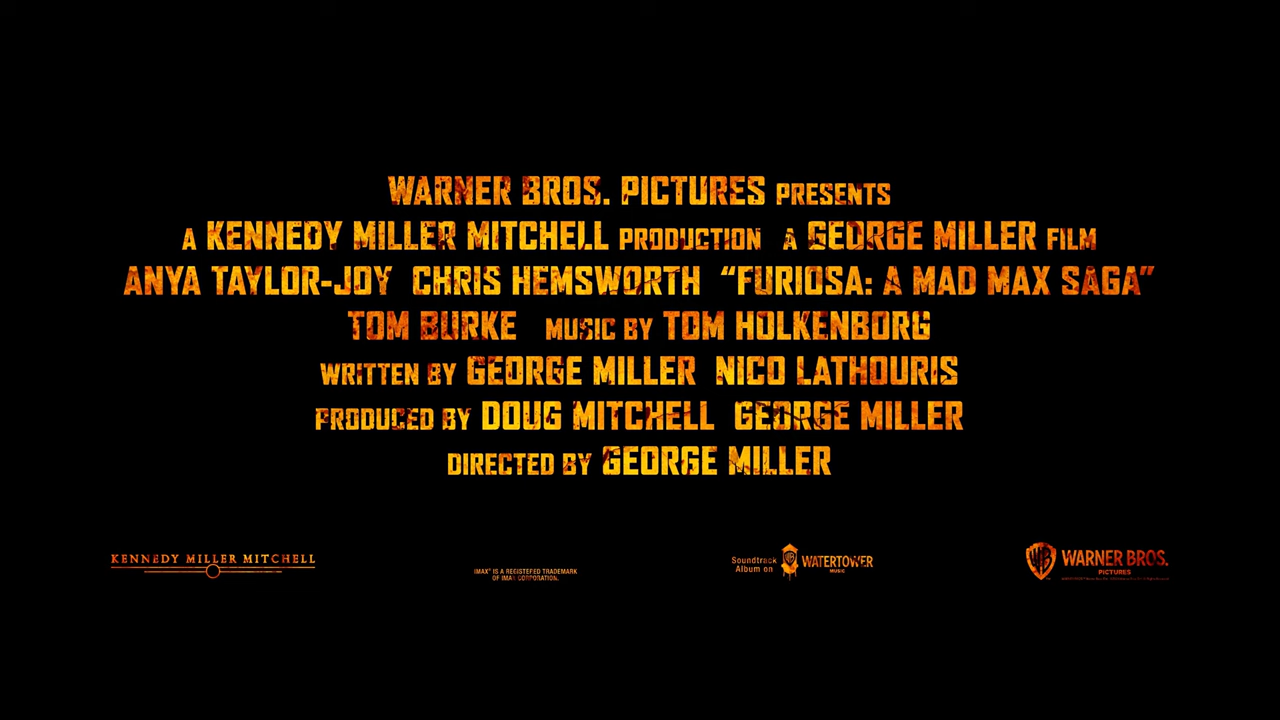 WARNER BROS. PICTURES PRESENTS
A KENNEDY MILLER MITCHELL PRODUCTION A GEORGE MILLER FILM
ANYA TAYLOR-JOY CHRIS HEMSWORTH “FURIOSA: A MAD MAX SAGA”
TOM BURKE MUSIC BY TOM HOLKENBORG
WRITTEN BY GEORGE MILLER NICO LATHOURIS
PRODUCED BY DOUG MITCHELL GEORGE MILLER
DIRECTED BY GEORGE MILLER
KENNEDY MILLER MITCHELL
IMAX® IS A REGISTERED TRADEMARK
OF IMAX CORPORATION.
Soundtrack
Album on
WATERTOWER
MUSIC
WB
WARNER BROS.
PICTURES